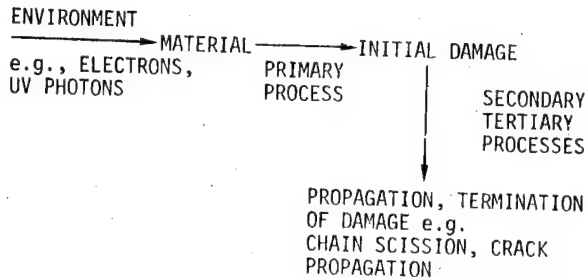 ENVIRONMENT
MATERIAL
INITIAL DAMAGE
e.g., ELECTRONS,
UV PHOTONS
PRIMARY
PROCESS
SECONDARY
TERTIARY
PROCESSES
PROPAGATION, TERMINATION
OF DAMAGE e.g.
CHAIN SCISSION, CRACK
PROPAGATION